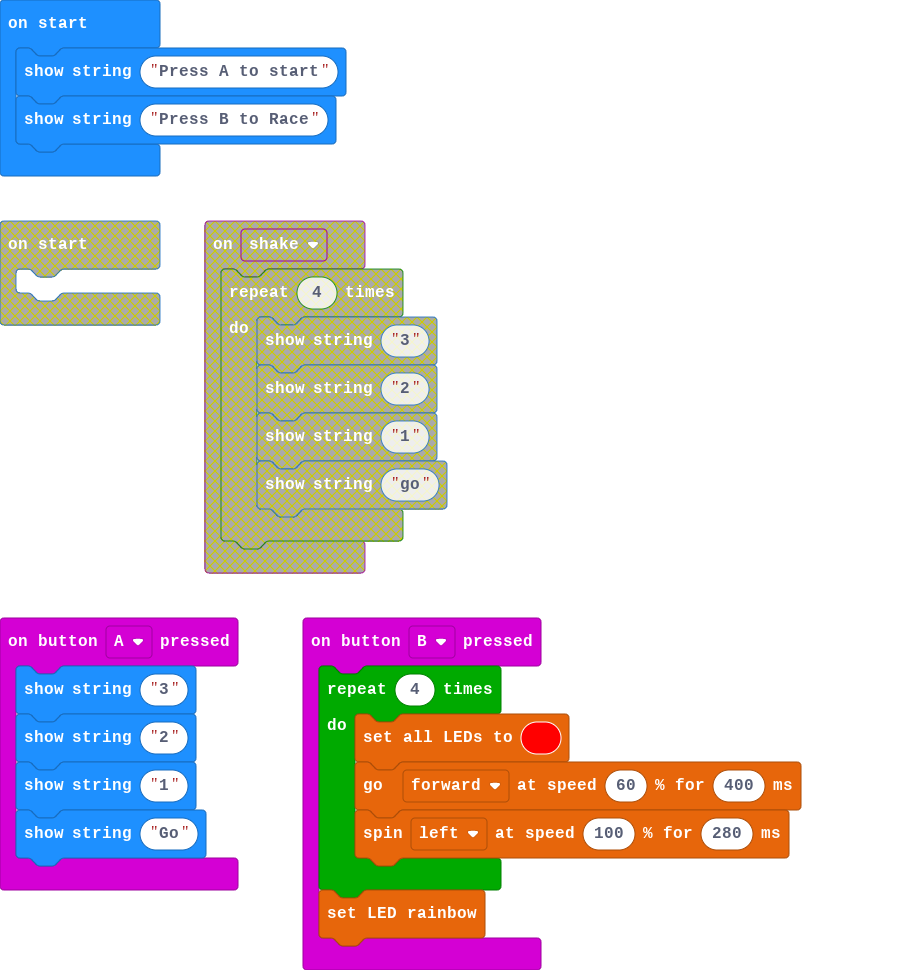 on start
show string "Press A to start"
show string "Press B to Race"
on start
on shake
repeat 4 times
do
show string "3"
show string "2"
show string "1"
show string "go"
on button A pressed
show string "3"
show string "2"
show string "1"
show string "Go"
on button B pressed
repeat 4 times
do
set all LEDs to
go forward at speed 60 % for 400 ms
spin left at speed 100 % for 280 ms
set LED rainbow